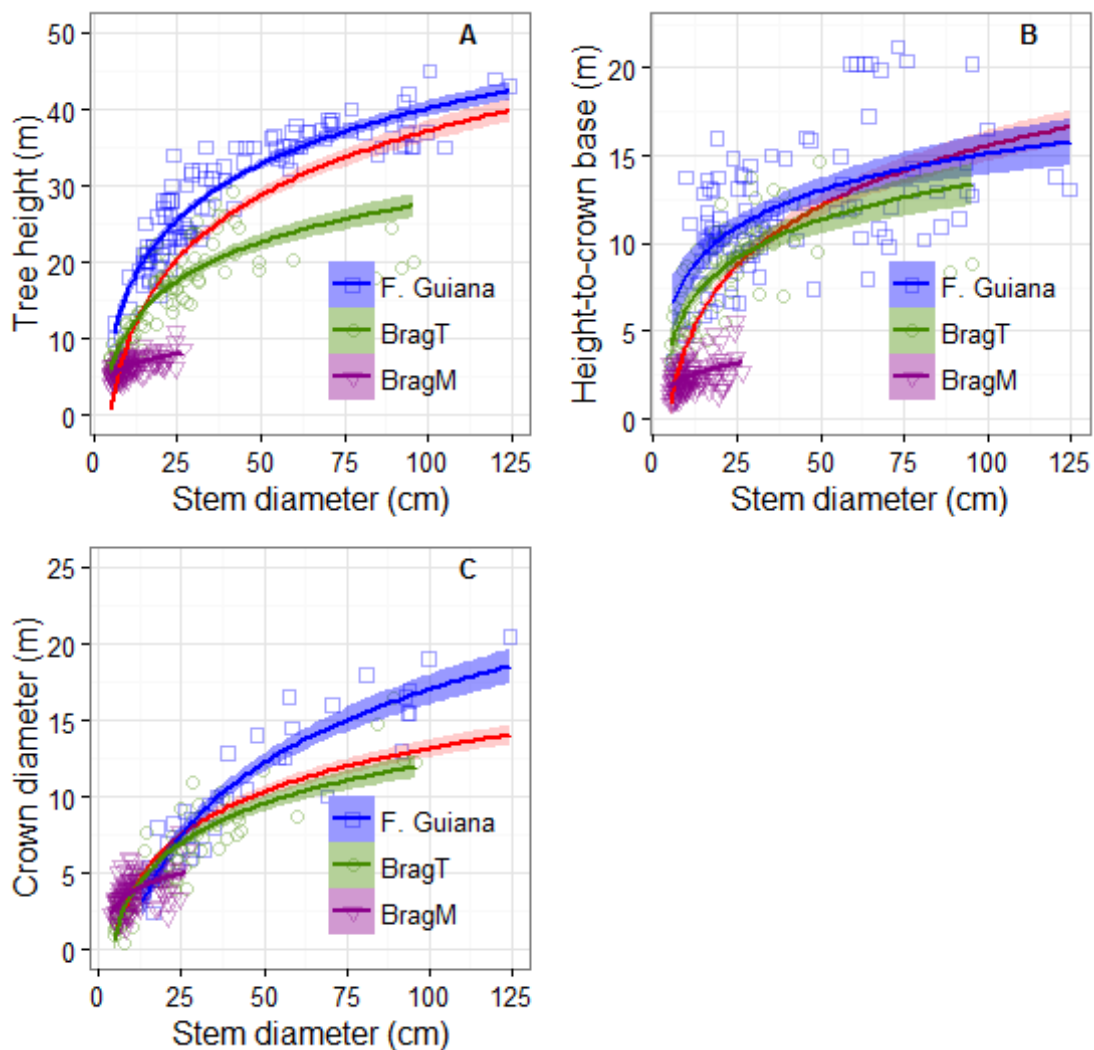 A
Tree height (m)
50
40
30
20
10
0
F. Guiana
BragT
BragM
0 25 50 75 100 125
Stem diameter (cm)
B
Height-to-crown base (m)
20
15
10
5
0
F. Guiana
BragT
BragM
0 25 50 75 100 125
Stem diameter (cm)
C
Crown diameter (m)
25
20
15
10
5
0
F. Guiana
BragT
BragM
0 25 50 75 100 125
Stem diameter (cm)